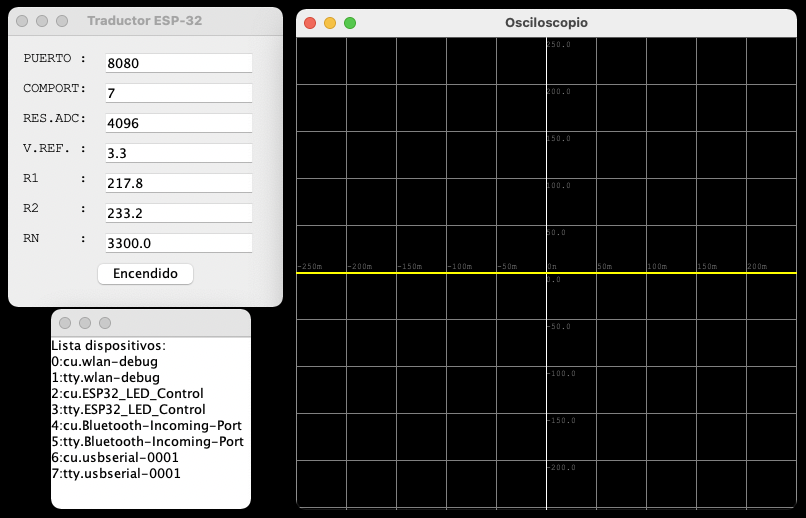 Traductor ESP-32
PUERTO : 8080
COMPORT: 7
RES.ADC: 4096
V.REF. : 3.3
R1 : 217.8
R2 : 233.2
RN : 3300.0
Encendido
Lista dispositivos:
0:cu.wlan-debug
1:tty.wlan-debug
2:cu.ESP32_LED_Control
3:tty.ESP32_LED_Control
4:cu.Bluetooth-Incoming-Port
5:tty.Bluetooth-Incoming-Port
6:cu.usbserial-0001
7:tty.usbserial-0001
Osciloscopio
250.0
200.0
150.0
100.0
50.0
-250m -200m -150m -100m -50m 0n 50m 100m 150m 200m
0.0
-50.0
-100.0
-150.0
-200.0